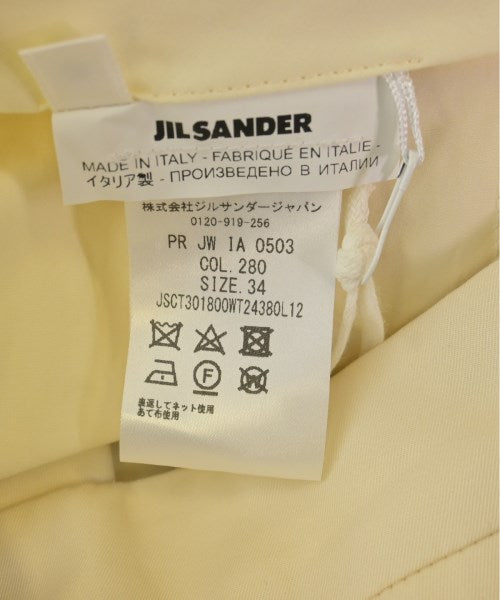 JIL SANDER
MADE IN ITALY - FABRIQUÉ EN ITALIE -
イタリア製 - ПРОИЗВЕДЕНО В ИТАЛИИ
株式会社ジルサンダージャパン
0120-919-256
PR JW IA 0503
COL.280
SIZE.34
JSCT301800WT24380L12
F
W
裏返してネット使用
あて布使用